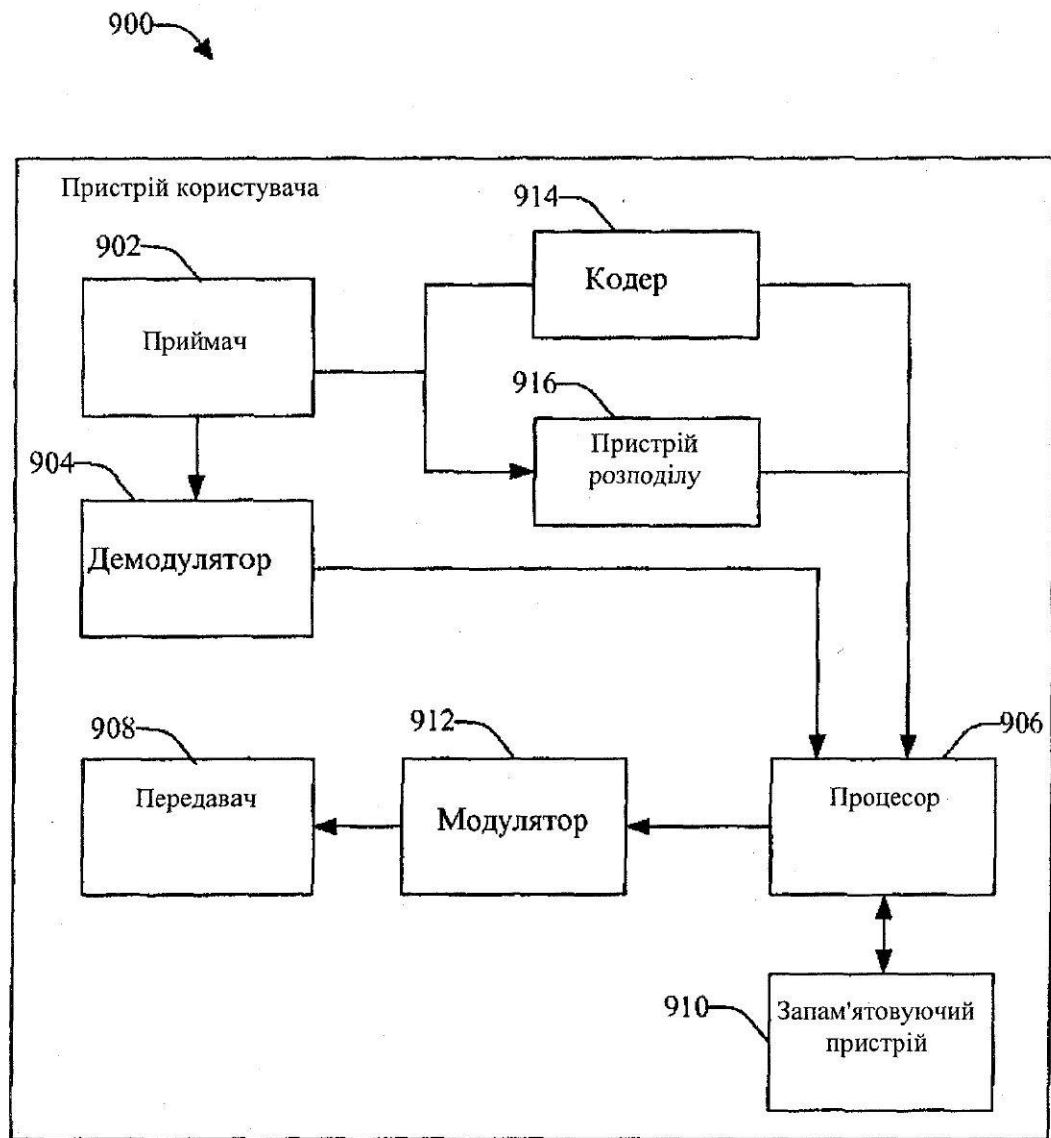 900
Пристрій користувача
914
Кодер
902
Приймач
916
Пристрій
розподілу
904
Демодулятор
908
Передавач
912
Модулятор
906
Процесор
910
Запам'ятовуючий
пристрій